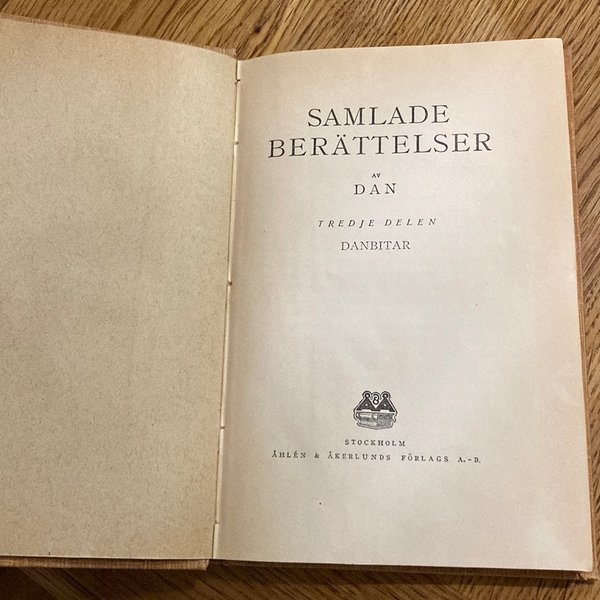 SAMLADE
BERÄTTELSER
AV
DAN
TREDJE DELEN
DANBITAR
STOCKHOLM
ÅHLÉN & ÅKERLUNDS FÖRLAGS A.-B.